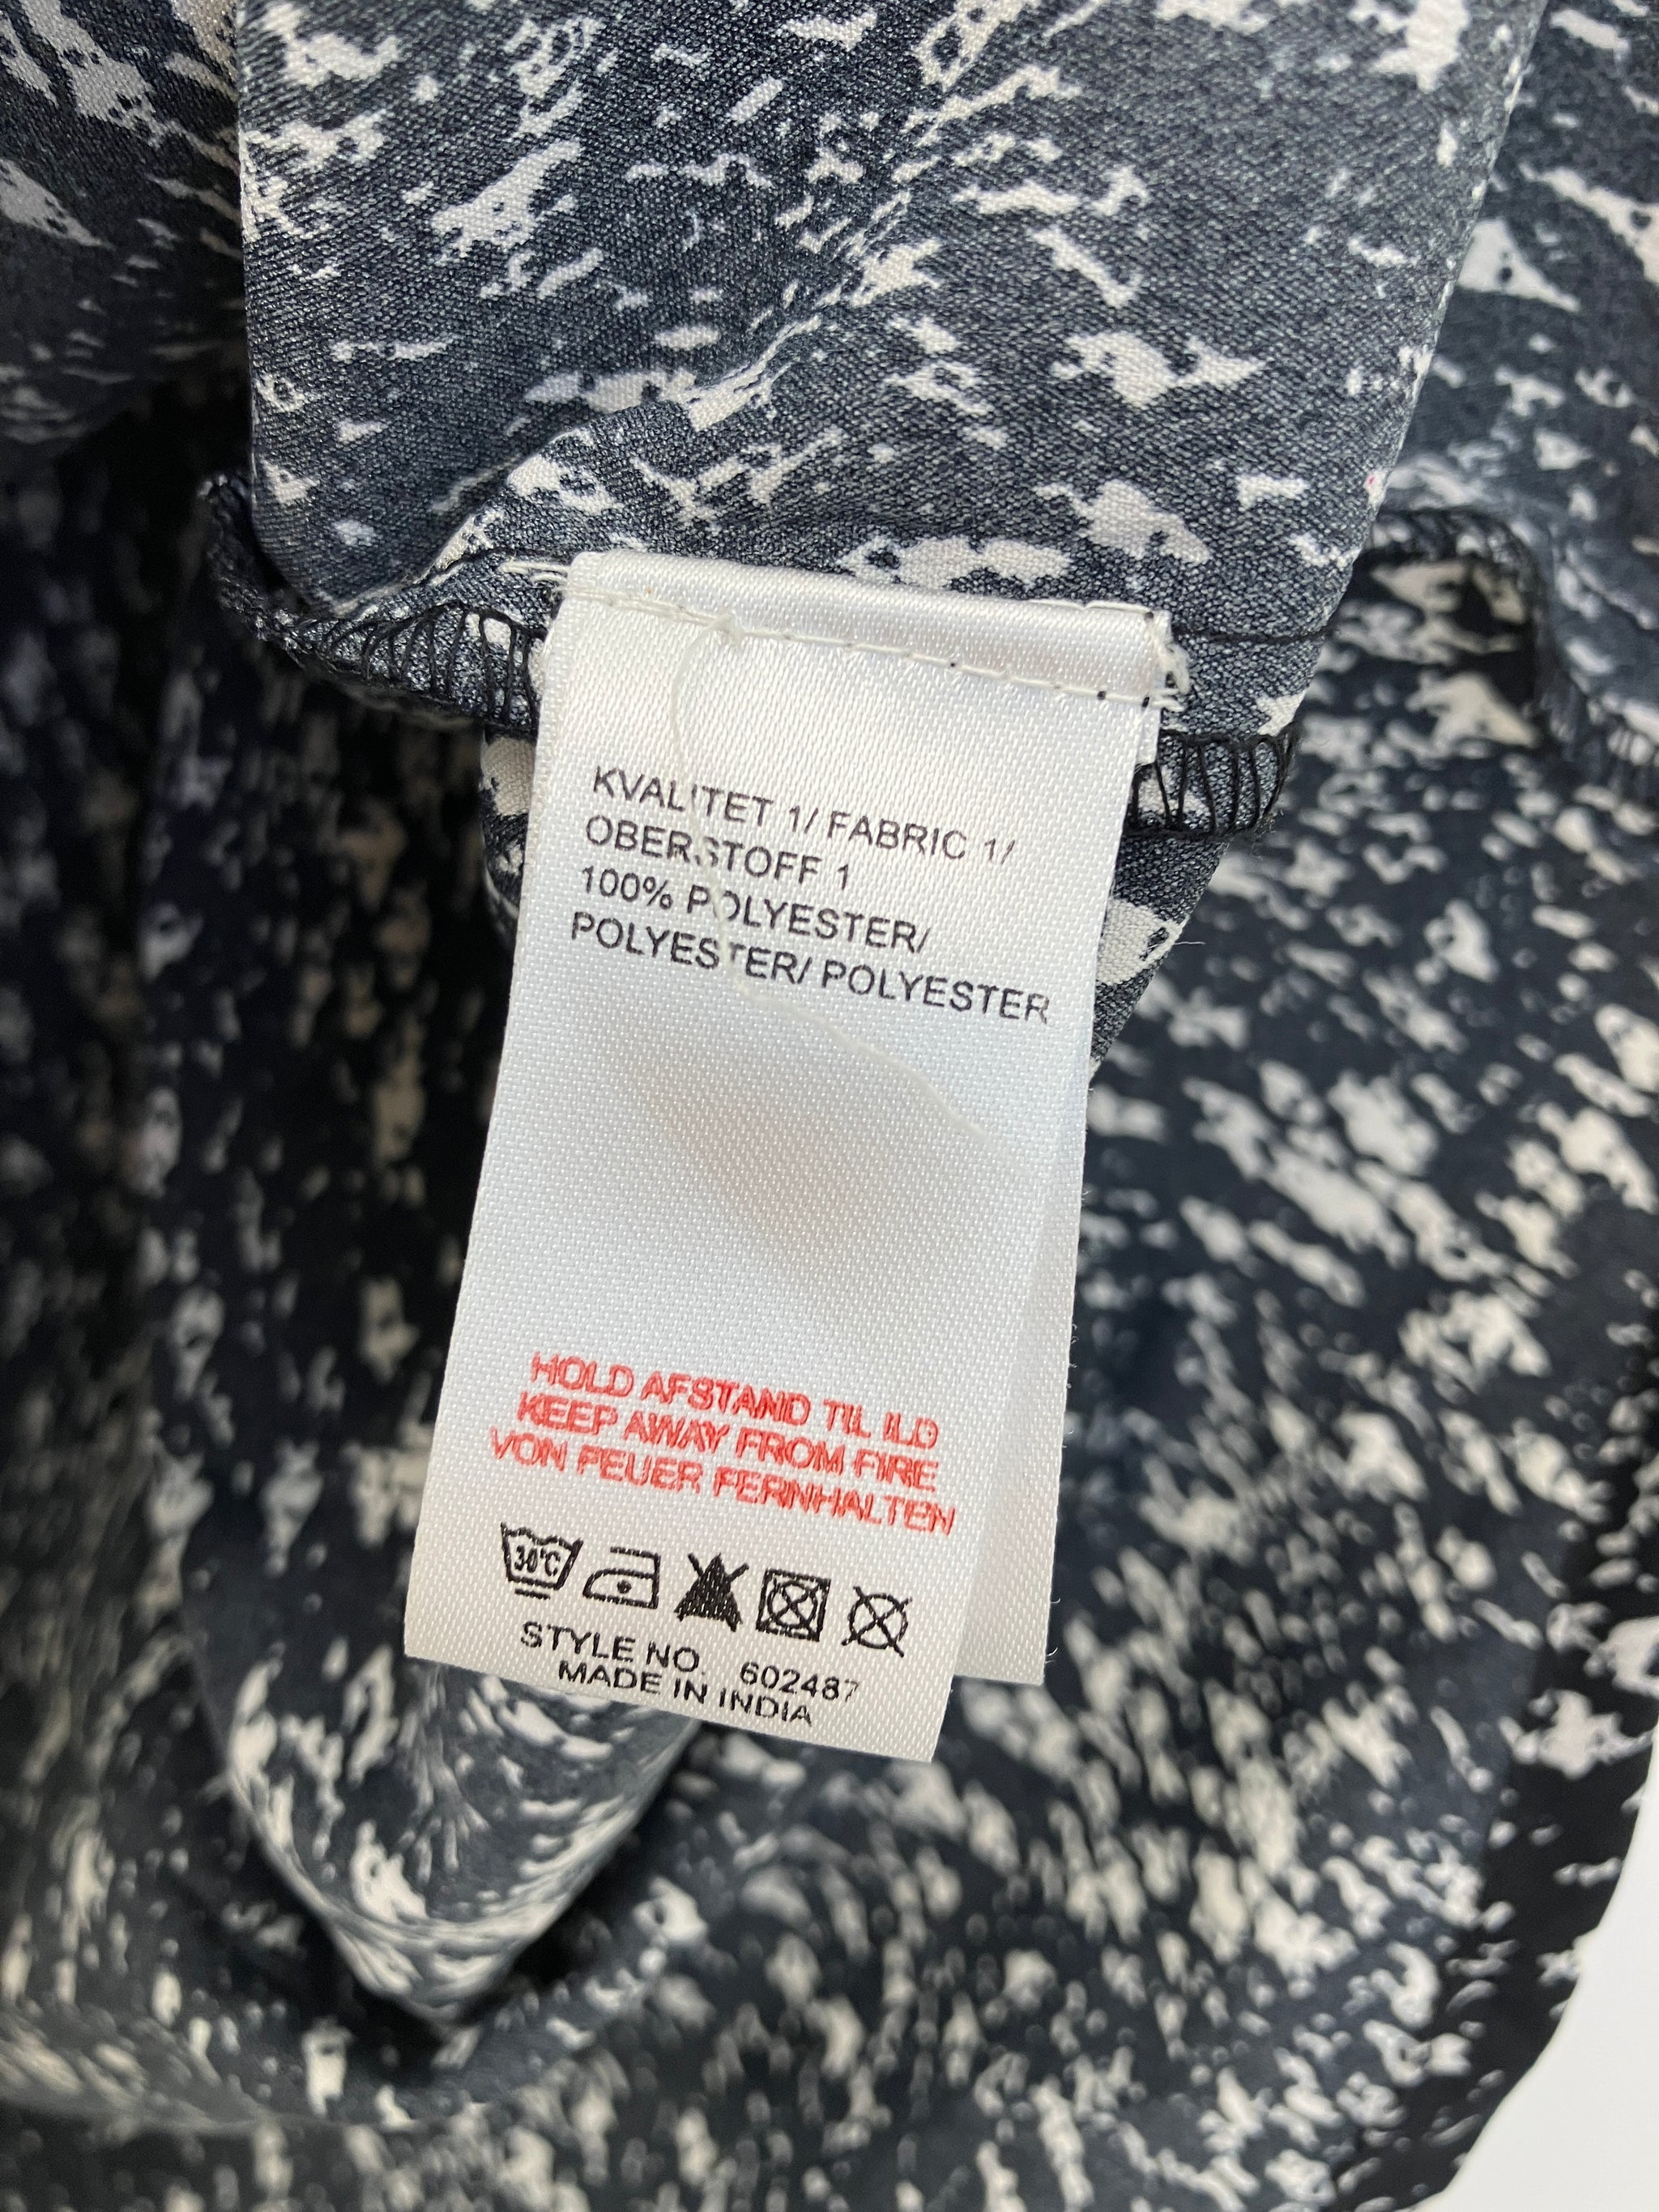 KVALITET 1/ FABRIC 1/
OBERSTOFF 1
100% POLYESTER/
POLYESTER/ POLYESTER
HOLD AFSTAND TIL ILD
KEEP AWAY FROM FIRE
VON FEUER FERNHALTEN
30°C
STYLE NO. 602487
MADE IN INDIA